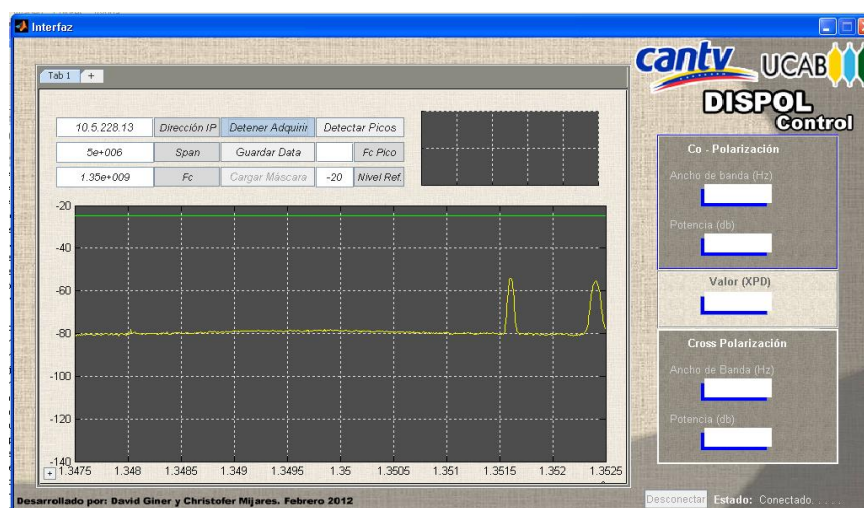 Interfaz
cantv UCAB
DISPOL
Control
Tab 1 +
10.5.228.13 Dirección IP Detener Adquirir Detectar Picos
5e+006 Span Guardar Data Fc Pico
1.35e+009 Fc Cargar Máscara -20 Nivel Ref.
-20
-40
-60
-80
-100
-120
-140
+ 1.3475 1.348 1.3485 1.349 1.3495 1.35 1.3505 1.351 1.3515 1.352 1.3525
Co - Polarización
Ancho de banda (Hz)
Potencia (db)
Valor (XPD)
Cross Polarización
Ancho de Banda (Hz)
Potencia (db)
Desarrollado por: David Giner y Christofer Mijares. Febrero 2012
Desconectar Estado: Conectado. . . . .